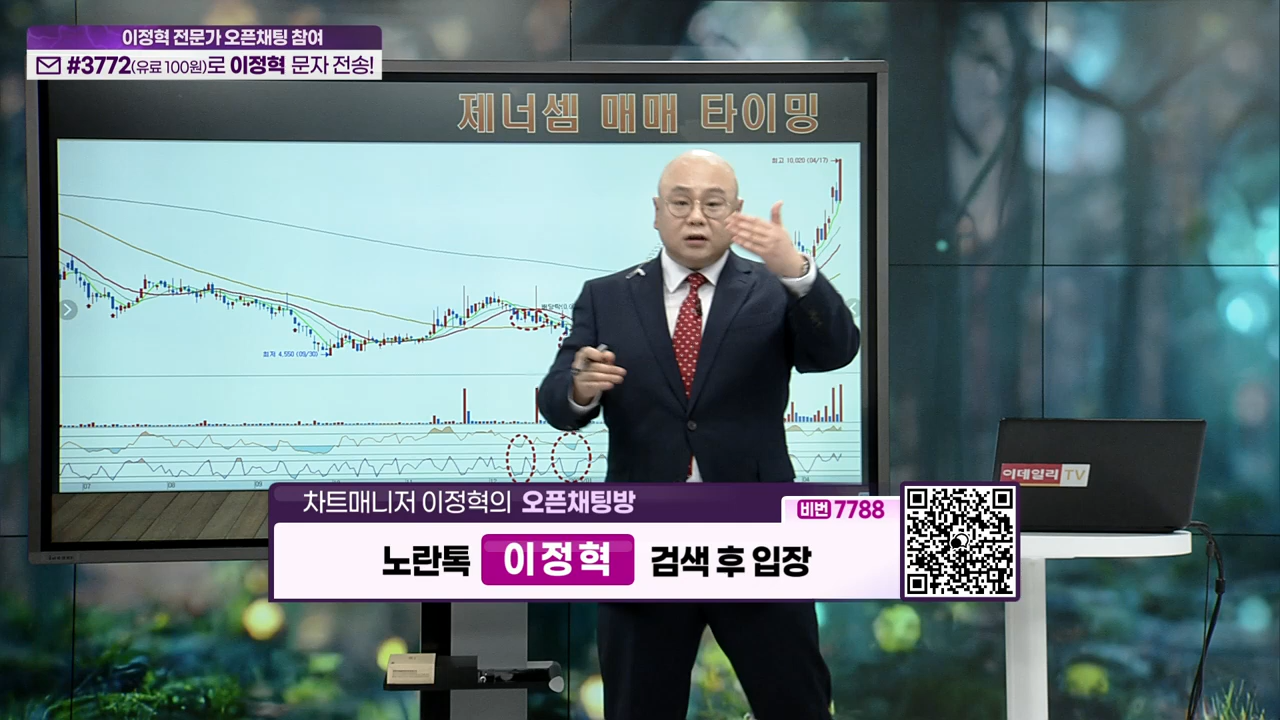 이정혁 전문가 오픈채팅 참여
#3772(유료 100원)로 이정혁 문자 전송!
제너셈 매매 타이밍
최고 10,020 (04/17)
최저 4,550 (09/30)
이데일리 TV
차트매니저 이정혁의 오픈채팅방
비번 7788
노란톡 이정혁 검색 후 입장